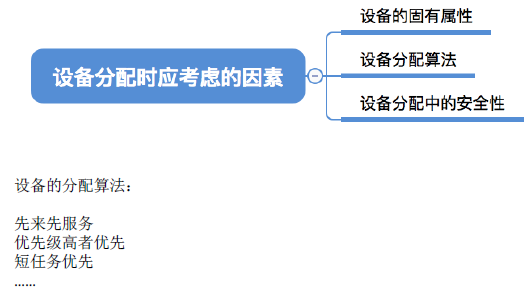 设备分配时应考虑的因素
设备的固有属性
设备分配算法
设备分配中的安全性
设备的分配算法：
先来先服务
优先级高者优先
短任务优先
……